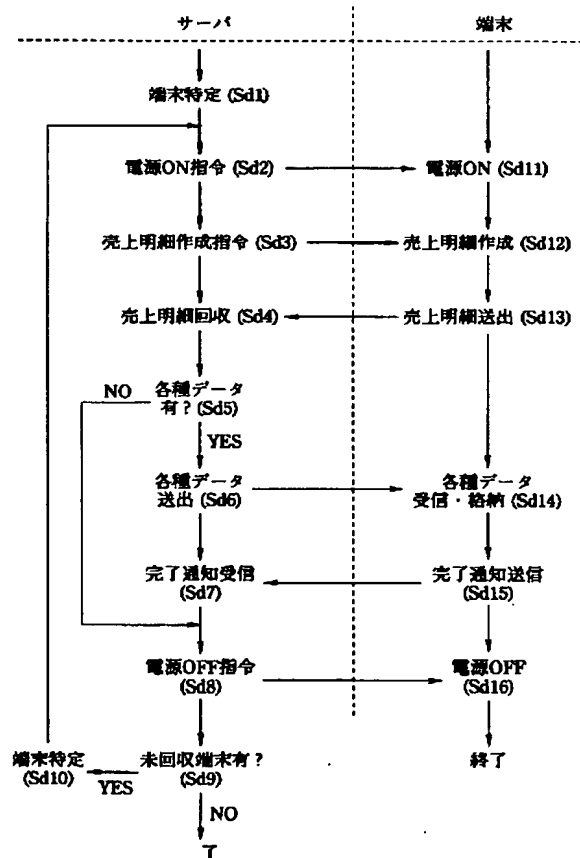 サーバ
端末
端末特定 (Sd1)
電源ON指令 (Sd2)
電源ON (Sd11)
売上明細作成指令 (Sd3)
売上明細作成 (Sd12)
売上明細回収 (Sd4)
売上明細送出 (Sd13)
NO
各種データ
有? (Sd5)
YES
各種データ
送出 (Sd6)
各種データ
受信・格納 (Sd14)
完了通知受信
(Sd7)
完了通知送信
(Sd15)
電源OFF指令
(Sd8)
電源OFF
(Sd16)
端末特定
(Sd10)
YES
未回収端末有?
(Sd9)
終了
NO
了